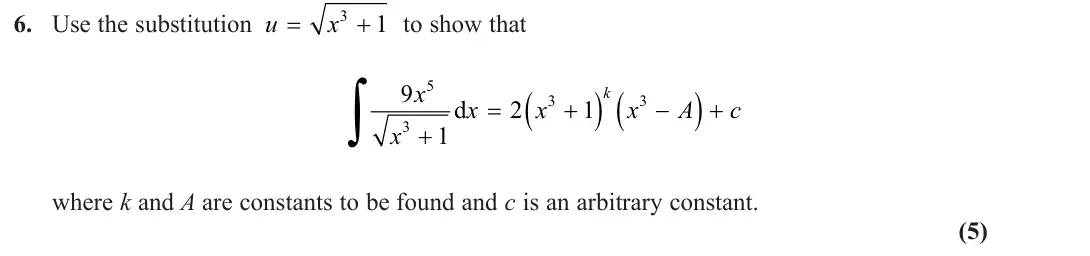 6. Use the substitution u = √(x³ + 1) to show that
∫ 9x⁵/√(x³ + 1) dx = 2(x³ + 1)ᵏ(x³ − A) + c
where k and A are constants to be found and c is an arbitrary constant.
(5)